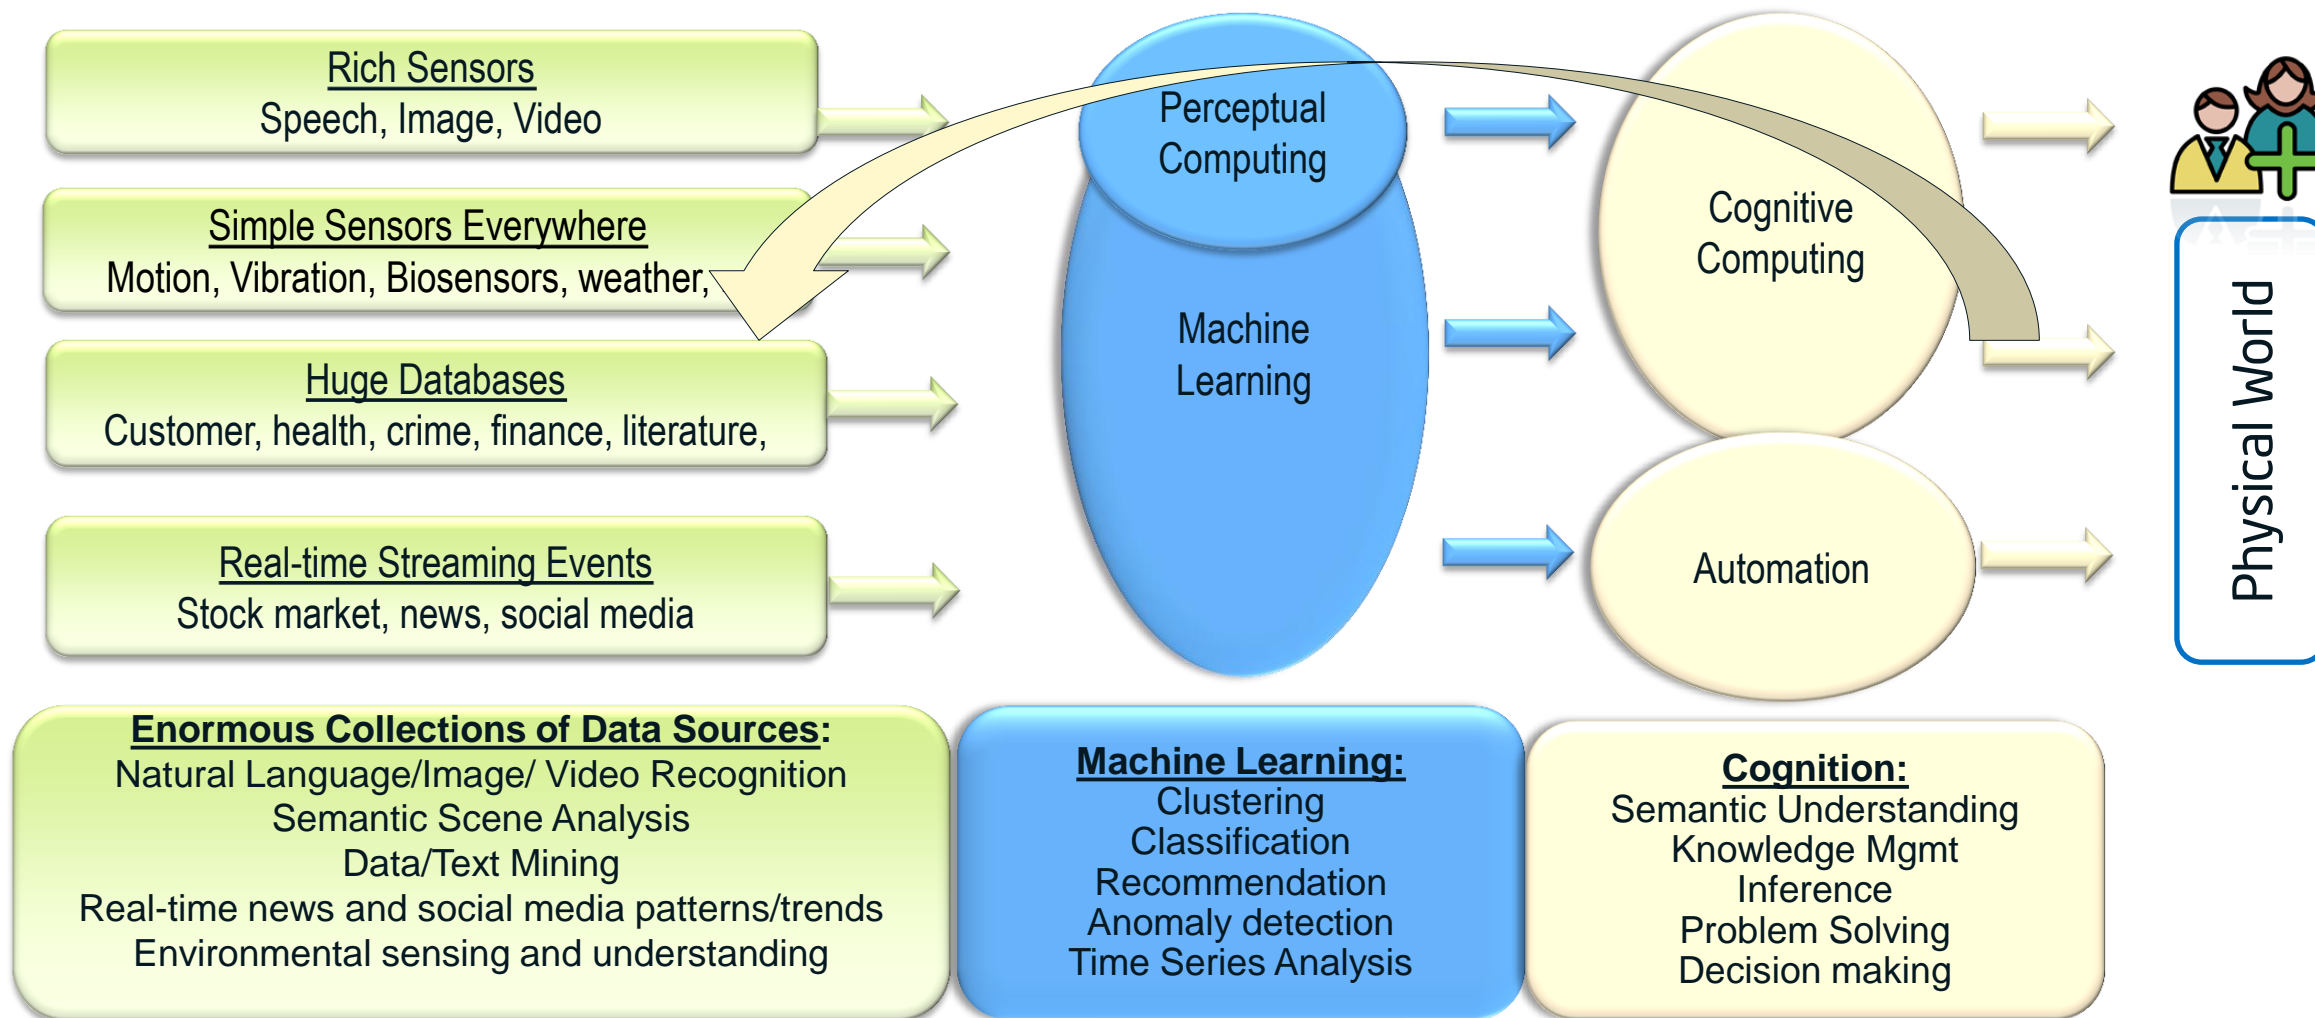 Rich Sensors
Speech, Image, Video
Simple Sensors Everywhere
Motion, Vibration, Biosensors, weather,
Huge Databases
Customer, health, crime, finance, literature,
Real-time Streaming Events
Stock market, news, social media
Perceptual
Computing
Machine
Learning
Cognitive
Computing
Automation
Physical World
Enormous Collections of Data Sources:
Natural Language/Image/ Video Recognition
Semantic Scene Analysis
Data/Text Mining
Real-time news and social media patterns/trends
Environmental sensing and understanding
Machine Learning:
Clustering
Classification
Recommendation
Anomaly detection
Time Series Analysis
Cognition:
Semantic Understanding
Knowledge Mgmt
Inference
Problem Solving
Decision making